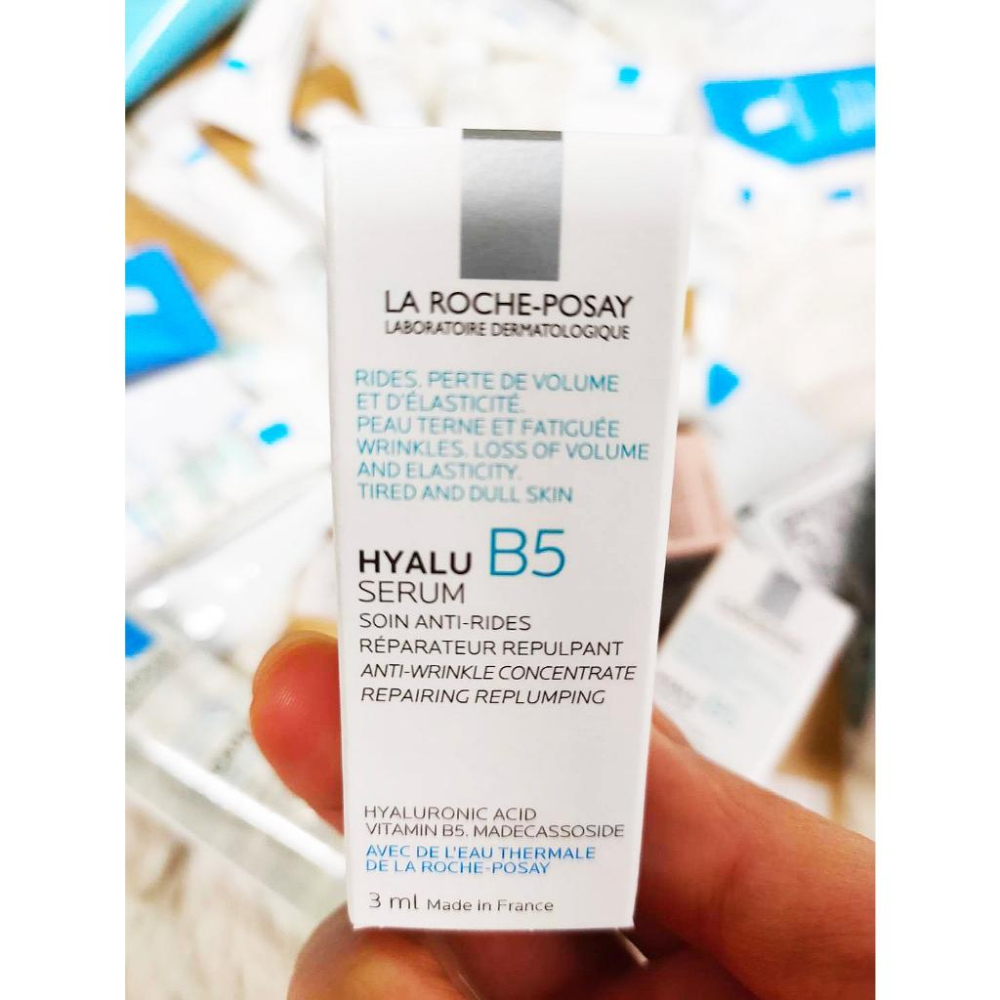 LA ROCHE-POSAY
LABORATOIRE DERMATOLOGIQUE
RIDES. PERTE DE VOLUME
ET D'ÉLASTICITÉ.
PEAU TERNE ET FATIGUÉE
WRINKLES. LOSS OF VOLUME
AND ELASTICITY.
TIRED AND DULL SKIN
HYALU B5
SERUM
SOIN ANTI-RIDES
RÉPARATEUR REPULPANT
ANTI-WRINKLE CONCENTRATE
REPAIRING REPLUMPING
HYALURONIC ACID
VITAMIN B5. MADECASSOSIDE
AVEC DE L'EAU THERMALE
DE LA ROCHE-POSAY
3 ml Made in France
B5